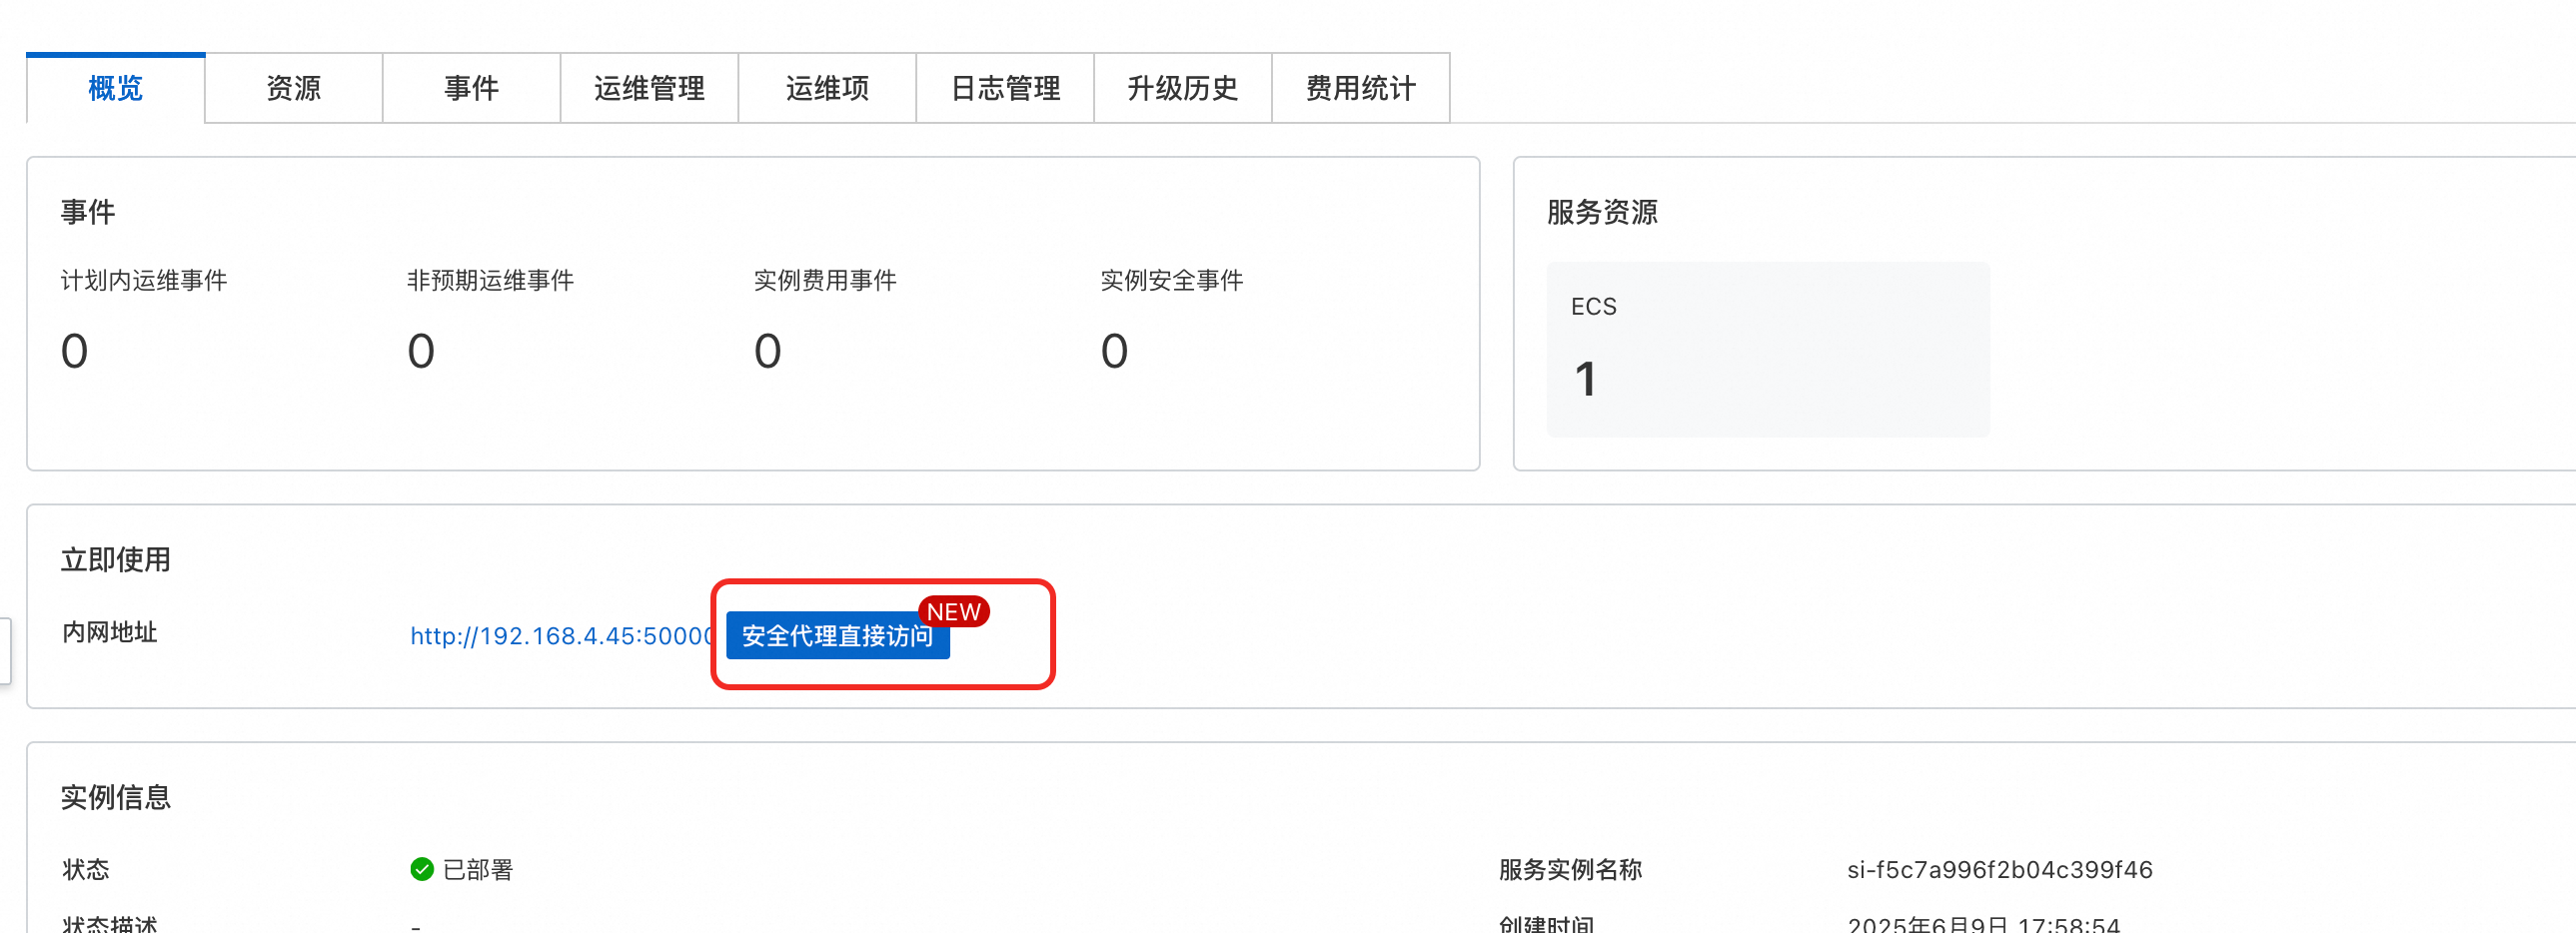 概览 资源 事件 运维管理 运维项 日志管理 升级历史 费用统计
事件
计划内运维事件 非预期运维事件 实例费用事件 实例安全事件
0 0 0 0
服务资源
ECS
1
立即使用
内网地址 http://192.168.4.45:50000 安全代理直接访问 NEW
实例信息
状态 已部署 服务实例名称 si-f5c7a996f2b04c399f46
状态描述 - 创建时间 2025年6月9日 17:58:54